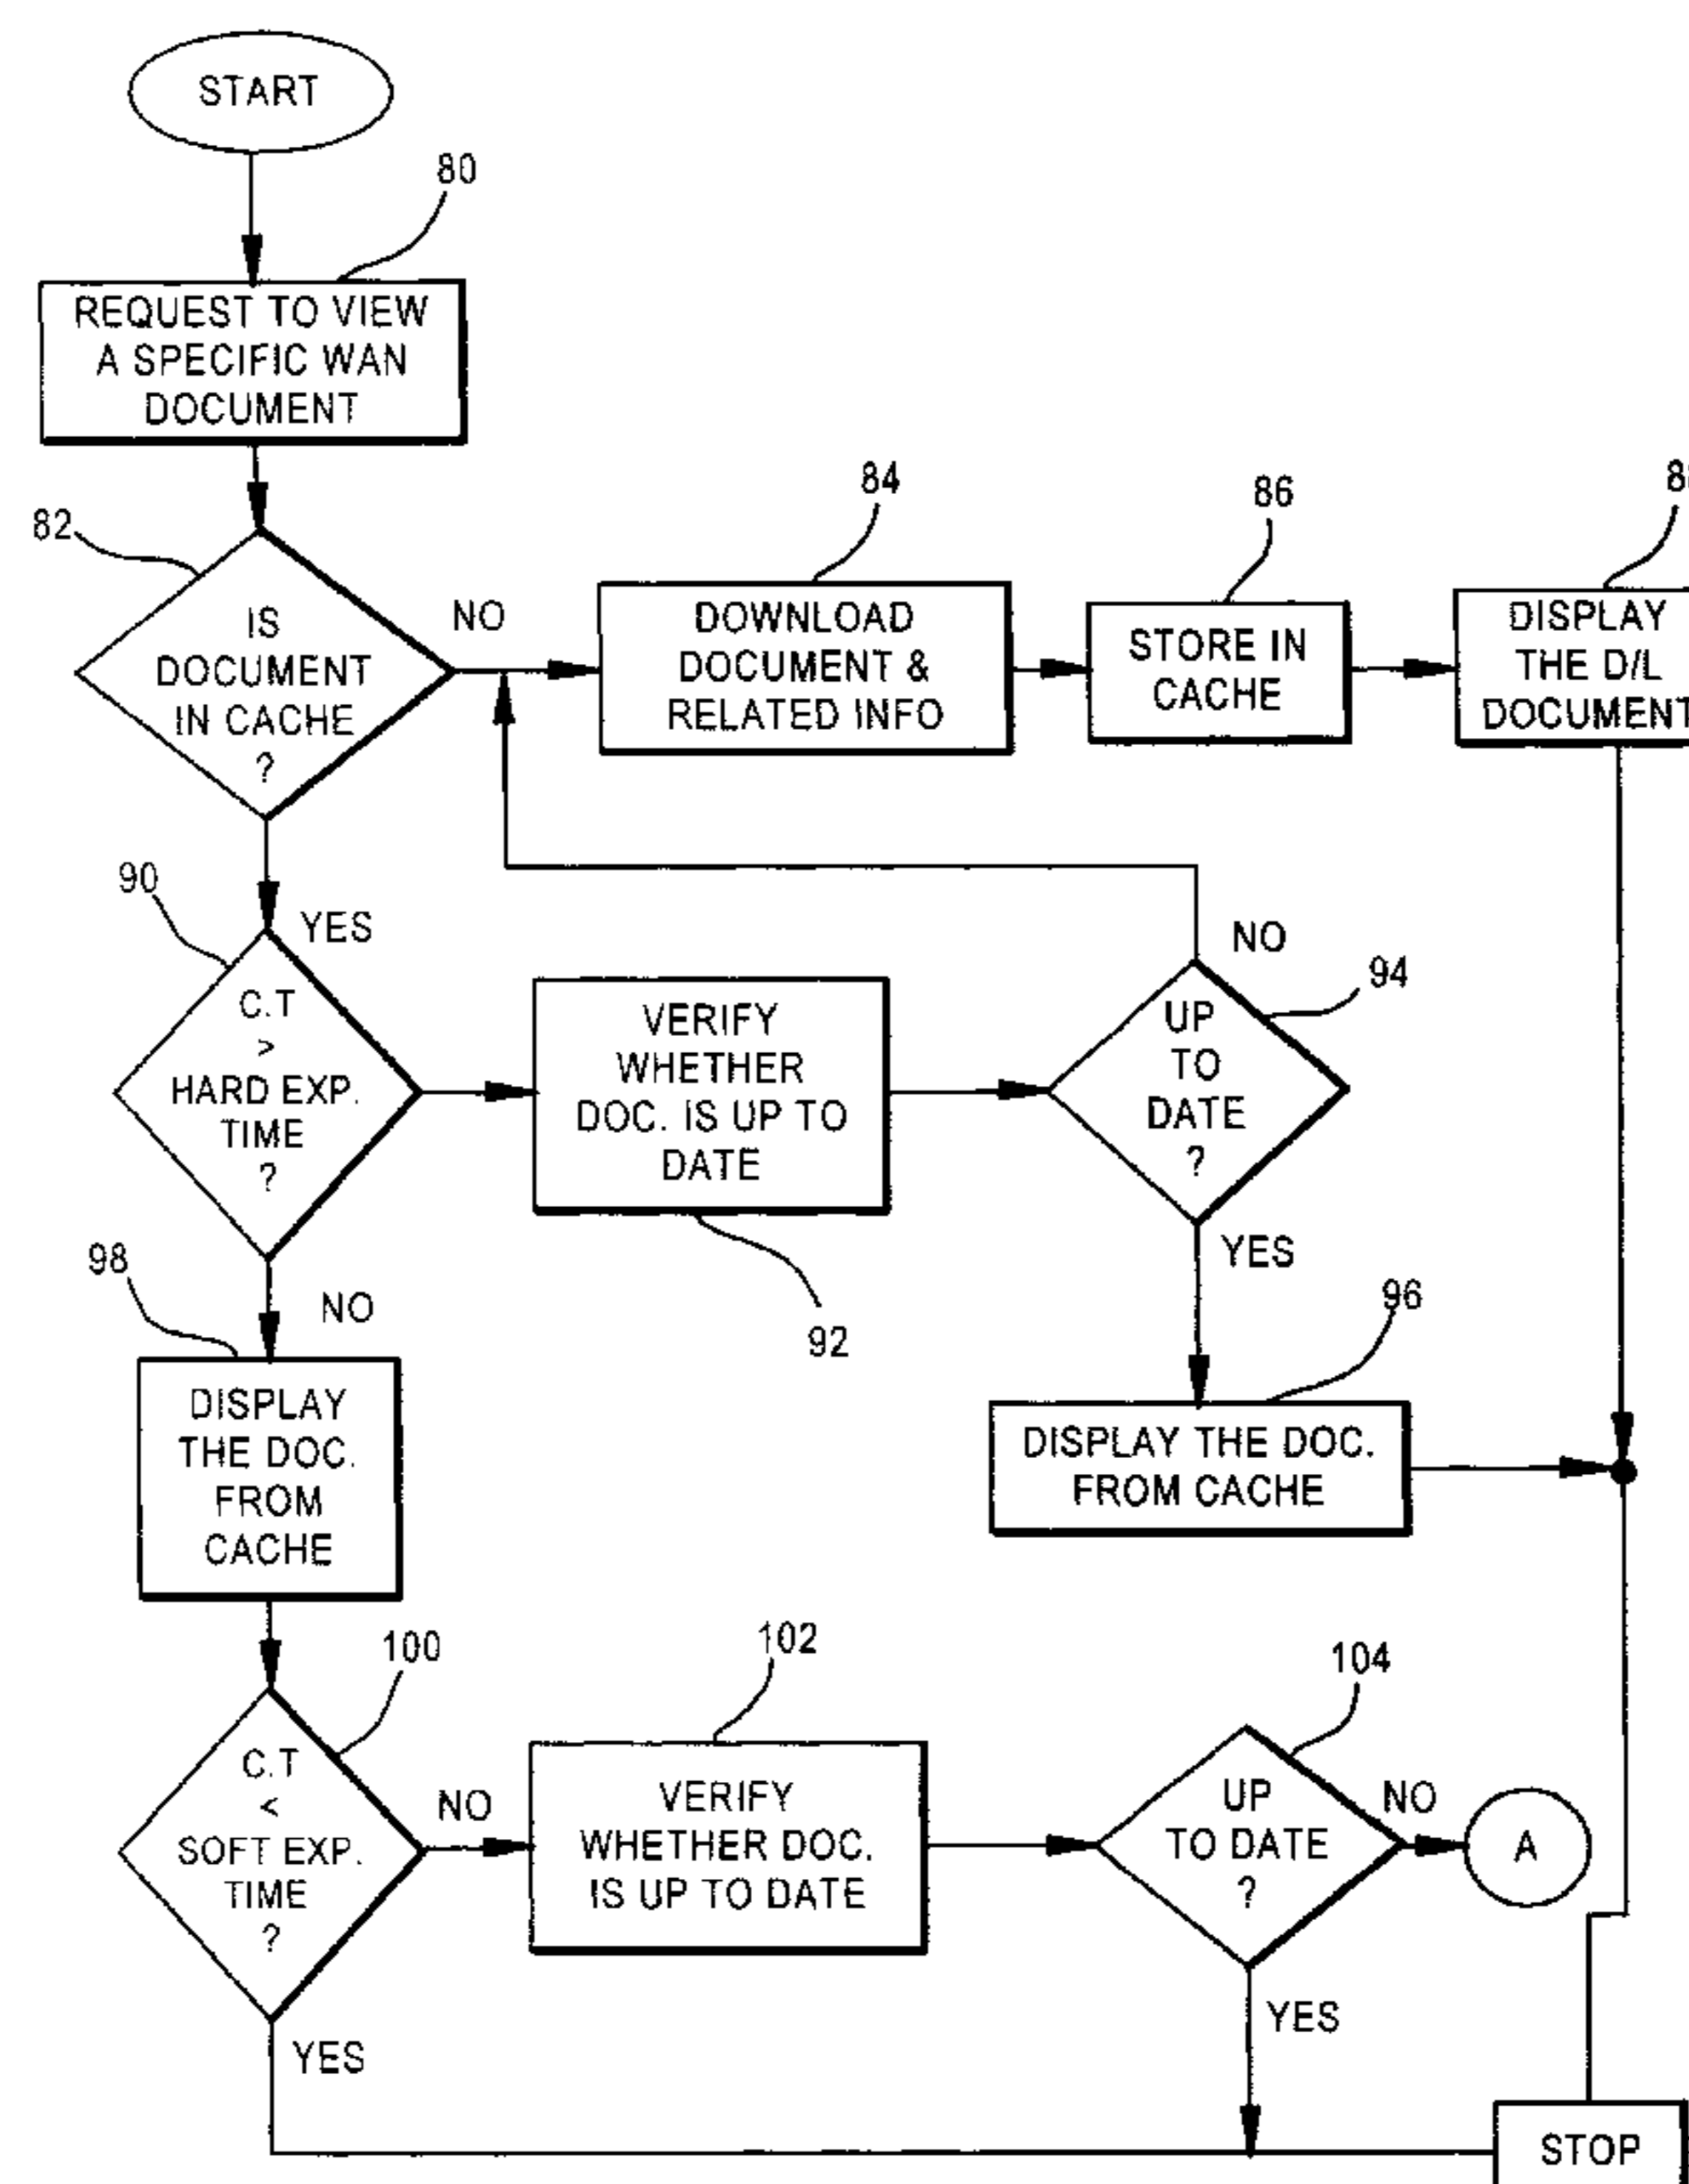 START
80
REQUEST TO VIEW
A SPECIFIC WAN
DOCUMENT
82
IS
DOCUMENT
IN CACHE
?
NO
84
DOWNLOAD
DOCUMENT &
RELATED INFO
86
STORE IN
CACHE
DISPLAY
THE D/L
DOCUMENT
90
YES
C.T
>
HARD EXP.
TIME
?
VERIFY
WHETHER
DOC. IS UP TO
DATE
92
NO
94
UP
TO
DATE
?
YES
96
DISPLAY THE DOC.
FROM CACHE
98
NO
DISPLAY
THE DOC.
FROM
CACHE
100
C.T
<
SOFT EXP.
TIME
?
NO
102
VERIFY
WHETHER DOC.
IS UP TO DATE
104
UP
TO DATE
?
NO
A
YES
YES
STOP